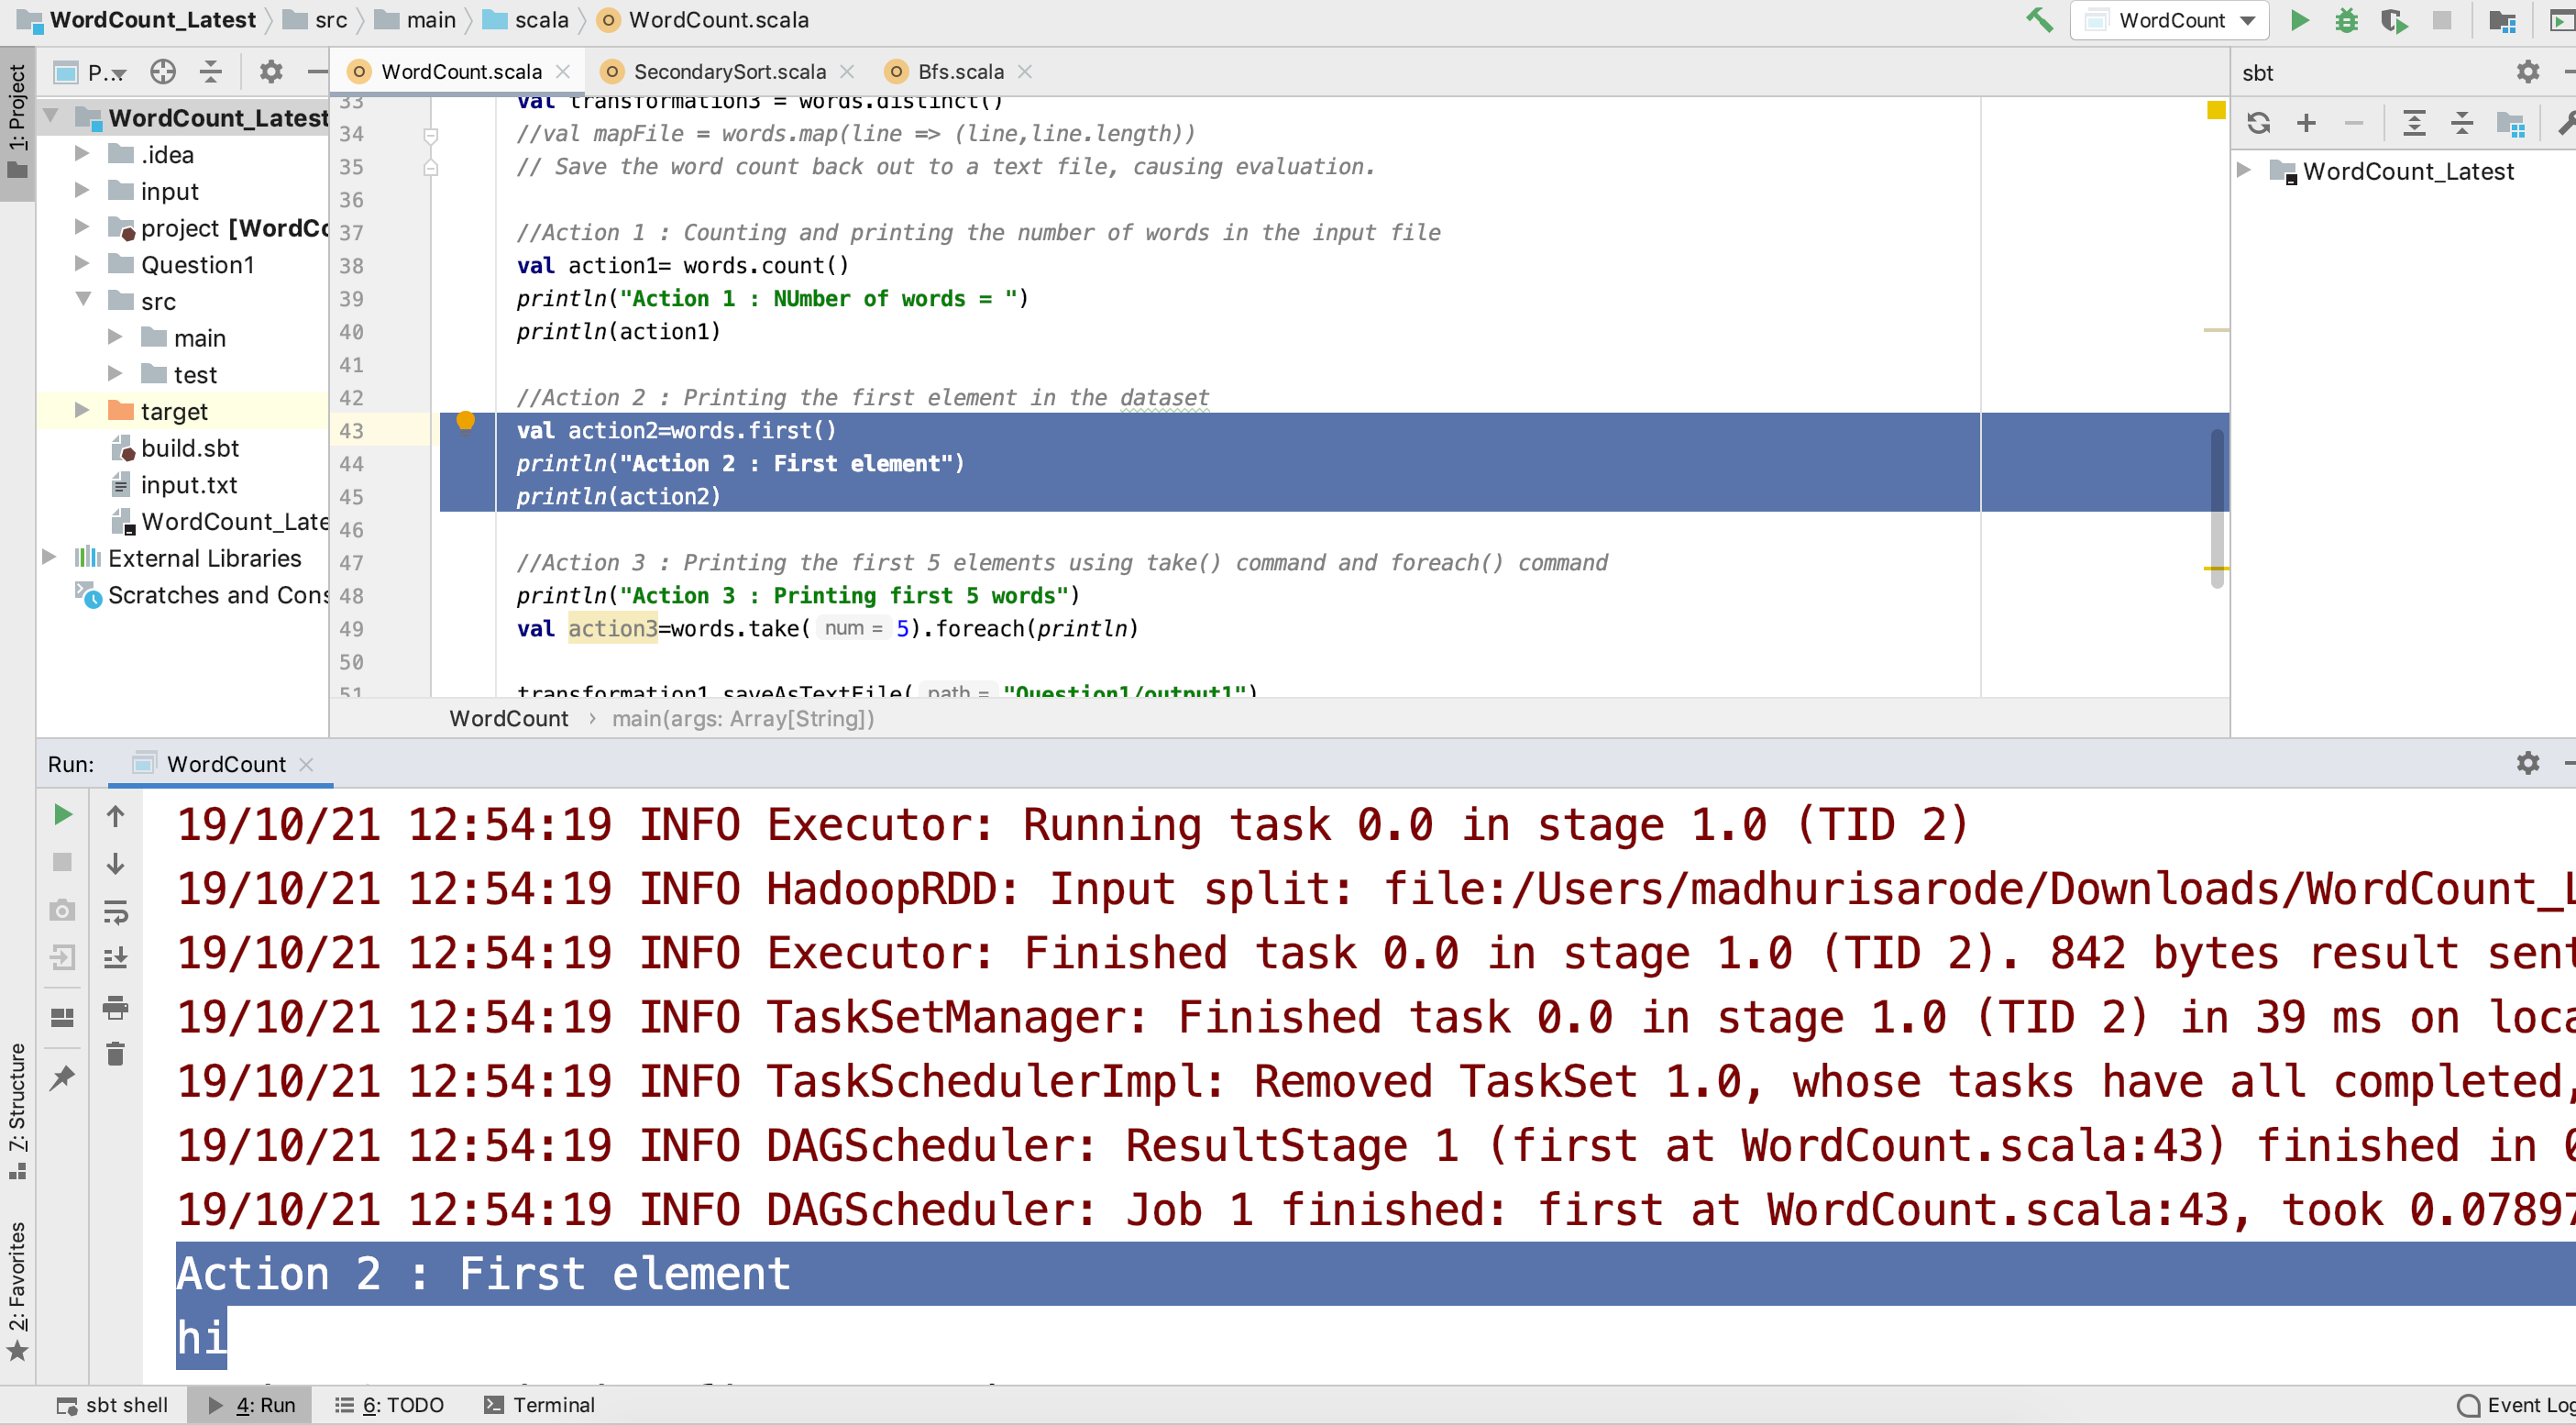 WordCount_Latest src main scala WordCount.scala WordCount
1: Project
P...
WordCount.scala SecondarySort.scala Bfs.scala
sbt
WordCount_Latest
.idea
input
project [WordCo
Question1
src
main
test
target
build.sbt
input.txt
WordCount_Late
External Libraries
Scratches and Cons
33 val transformation3 = words.distinct()
34 //val mapFile = words.map(line => (line,line.length))
35 // Save the word count back out to a text file, causing evaluation.
36
37 //Action 1 : Counting and printing the number of words in the input file
38 val action1= words.count()
39 println("Action 1 : NUmber of words = ")
40 println(action1)
41
42 //Action 2 : Printing the first element in the dataset
43 val action2=words.first()
44 println("Action 2 : First element")
45 println(action2)
46
47 //Action 3 : Printing the first 5 elements using take() command and foreach() command
48 println("Action 3 : Printing first 5 words")
49 val action3=words.take( num = 5).foreach(println)
50
51 transformation1.saveAsTextFile( path = "Question1/output1")
WordCount › main(args: Array[String])
WordCount_Latest
Run: WordCount
19/10/21 12:54:19 INFO Executor: Running task 0.0 in stage 1.0 (TID 2)
19/10/21 12:54:19 INFO HadoopRDD: Input split: file:/Users/madhurisarode/Downloads/WordCount_L
19/10/21 12:54:19 INFO Executor: Finished task 0.0 in stage 1.0 (TID 2). 842 bytes result sent
19/10/21 12:54:19 INFO TaskSetManager: Finished task 0.0 in stage 1.0 (TID 2) in 39 ms on loca
19/10/21 12:54:19 INFO TaskSchedulerImpl: Removed TaskSet 1.0, whose tasks have all completed,
19/10/21 12:54:19 INFO DAGScheduler: ResultStage 1 (first at WordCount.scala:43) finished in 0
19/10/21 12:54:19 INFO DAGScheduler: Job 1 finished: first at WordCount.scala:43, took 0.07897
Action 2 : First element
hi
Z: Structure
2: Favorites
sbt shell 4: Run 6: TODO Terminal Event Log